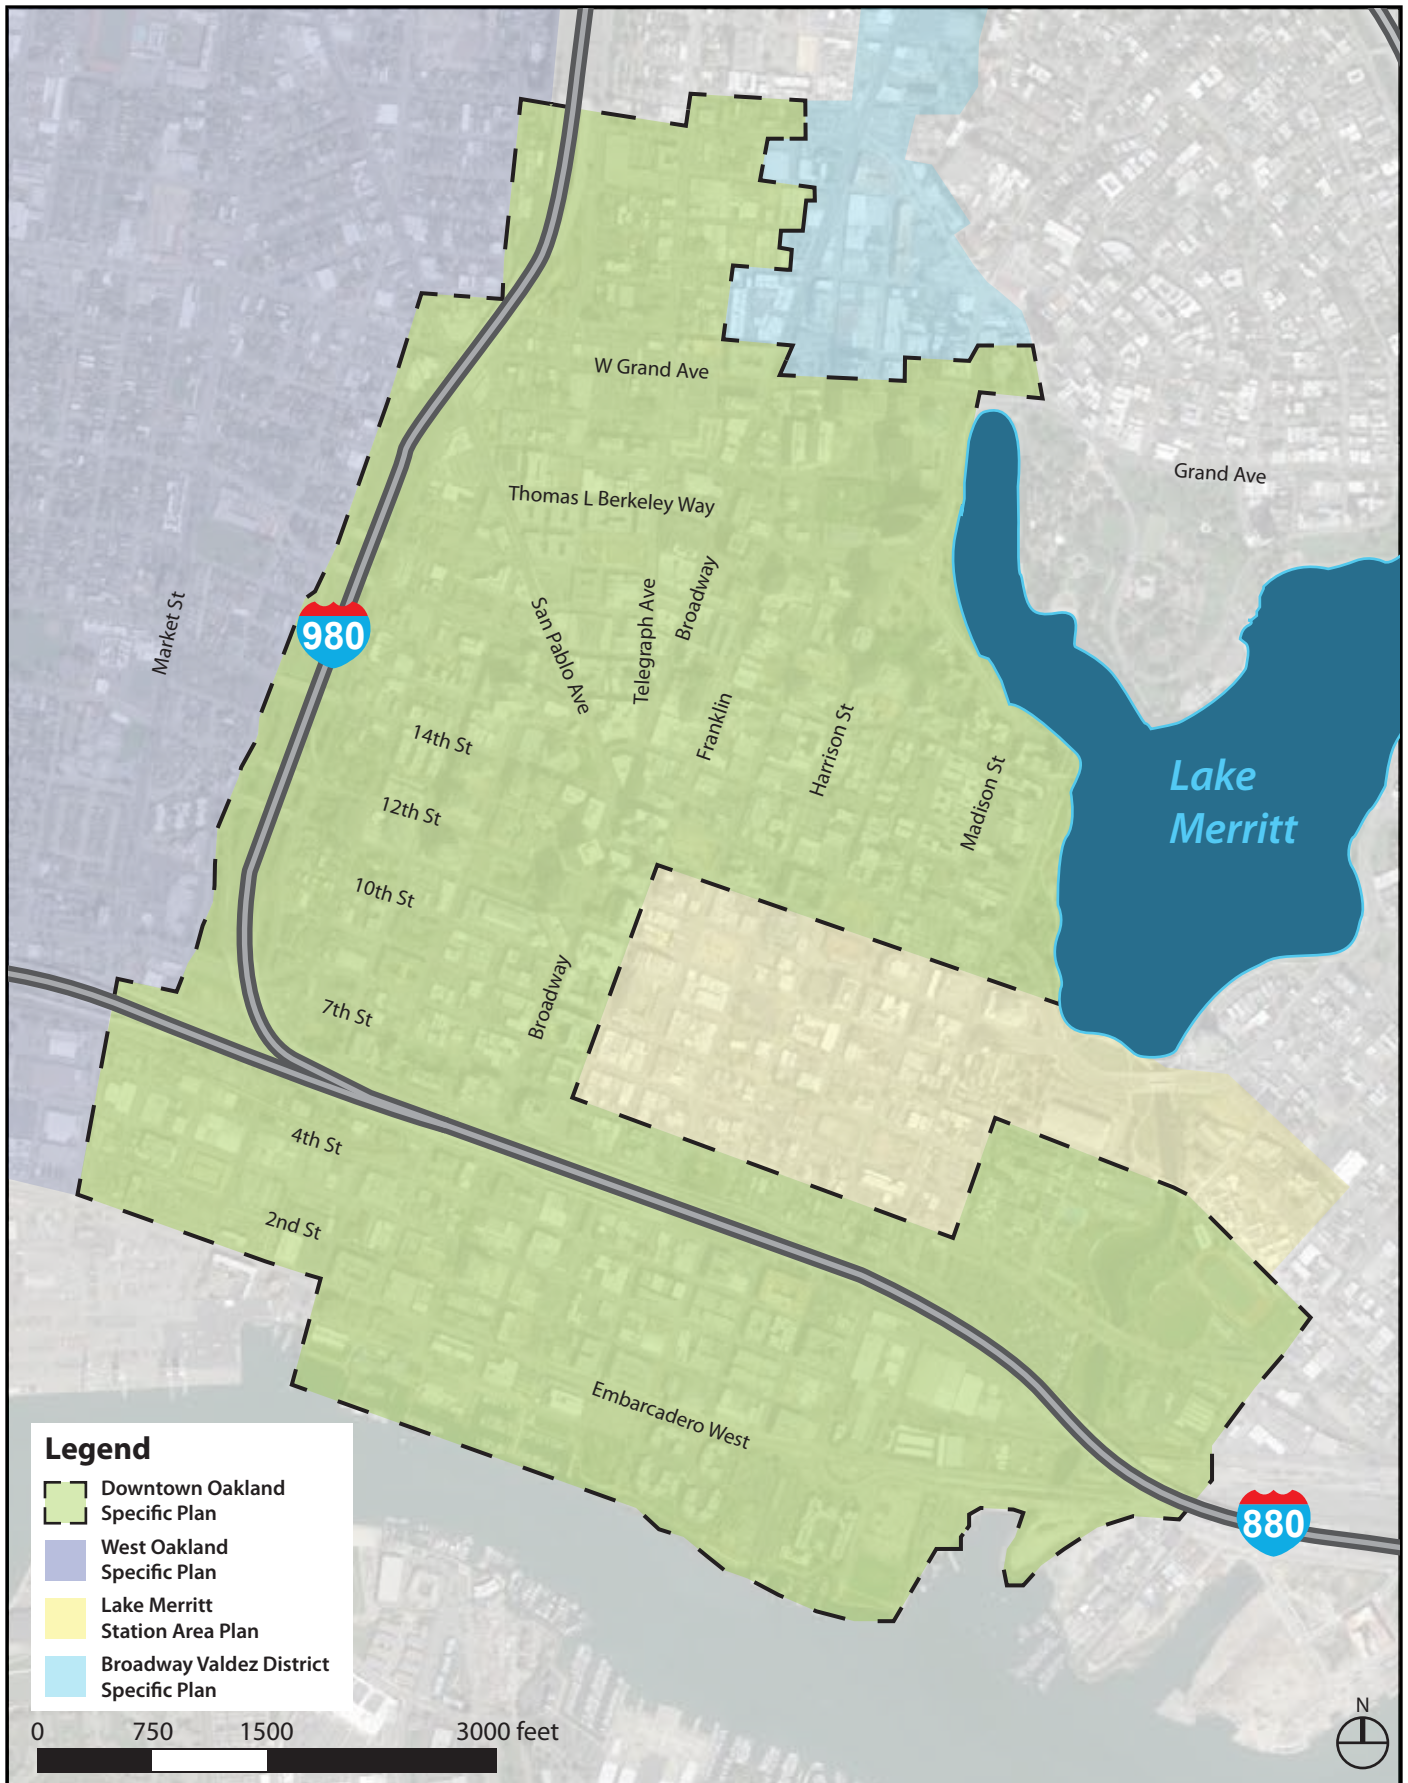 W Grand Ave
Grand Ave
Thomas L Berkeley Way
Market St
980
San Pablo Ave
Telegraph Ave
Broadway
Franklin
Harrison St
Madison St
14th St
12th St
10th St
Lake
Merritt
7th St
Broadway
4th St
2nd St
Embarcadero West
880
Legend
Downtown Oakland
Specific Plan
West Oakland
Specific Plan
Lake Merritt
Station Area Plan
Broadway Valdez District
Specific Plan
0 750 1500 3000 feet
N